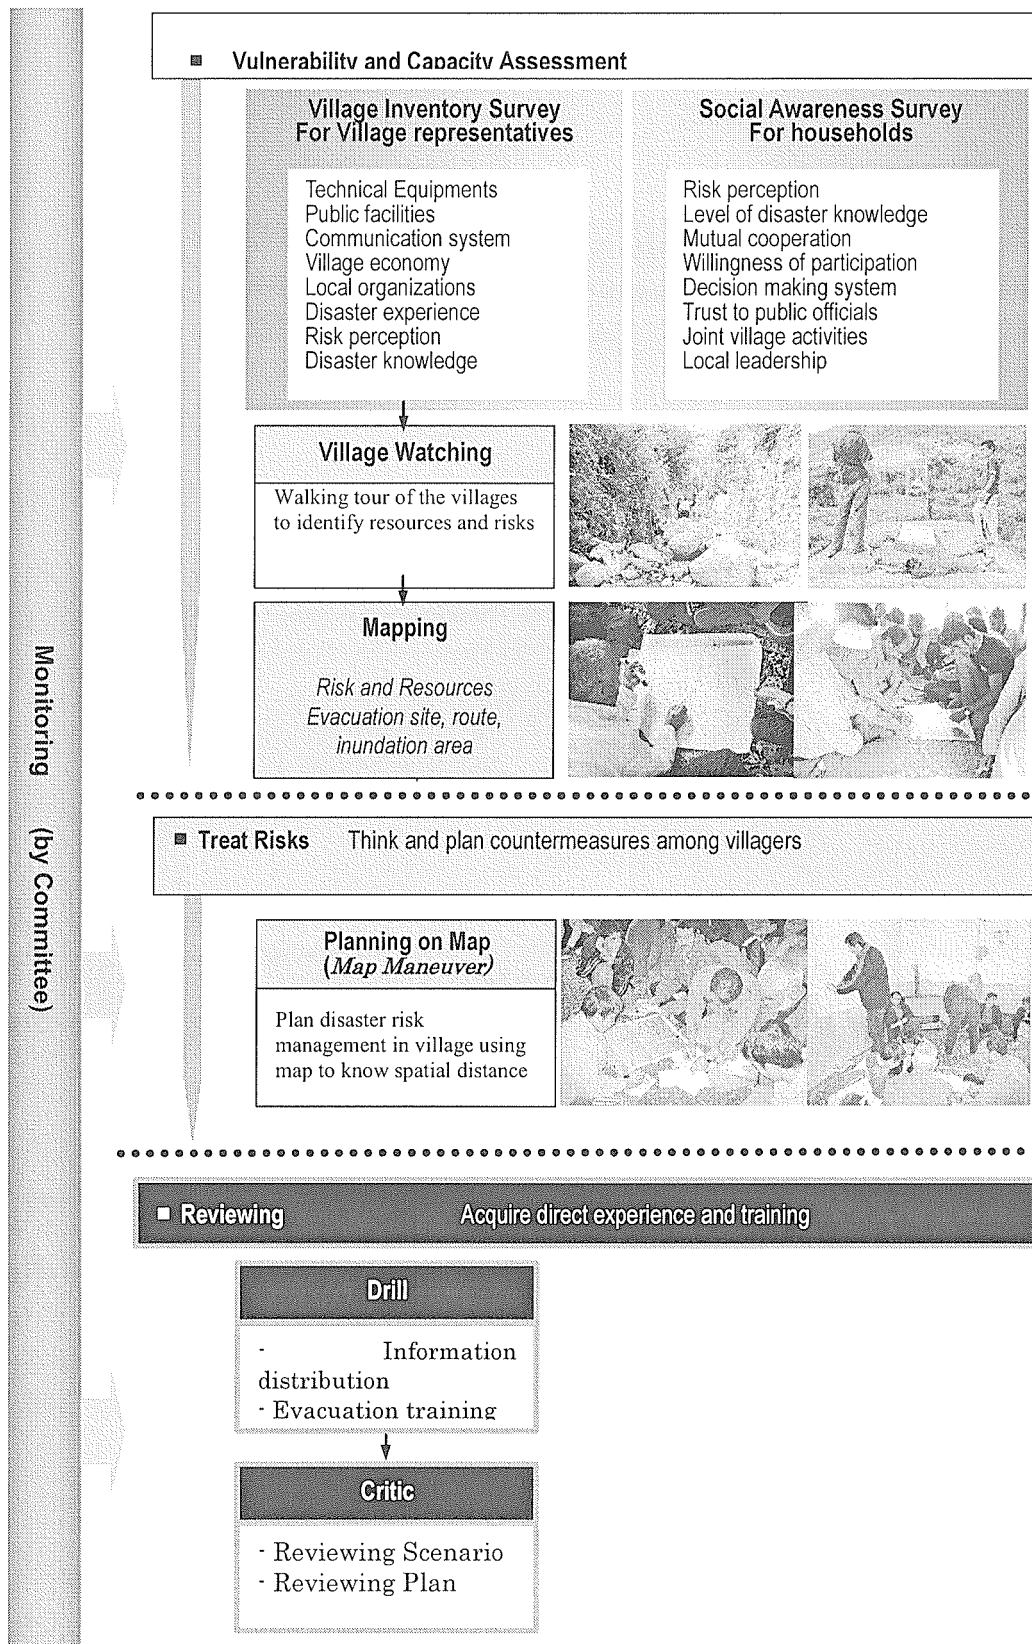 Vulnerability and Capacity Assessment
Village Inventory Survey
For Village representatives
Technical Equipments
Public facilities
Communication system
Village economy
Local organizations
Disaster experience
Risk perception
Disaster knowledge
Social Awareness Survey
For households
Risk perception
Level of disaster knowledge
Mutual cooperation
Willingness of participation
Decision making system
Trust to public officials
Joint village activities
Local leadership
Village Watching
Walking tour of the villages
to identify resources and risks
Mapping
Risk and Resources
Evacuation site, route,
inundation area
Monitoring (by Committee)
Treat Risks Think and plan countermeasures among villagers
Planning on Map
(Map Maneuver)
Plan disaster risk
management in village using
map to know spatial distance
Reviewing Acquire direct experience and training
Drill
- Information
distribution
- Evacuation training
Critic
- Reviewing Scenario
- Reviewing Plan